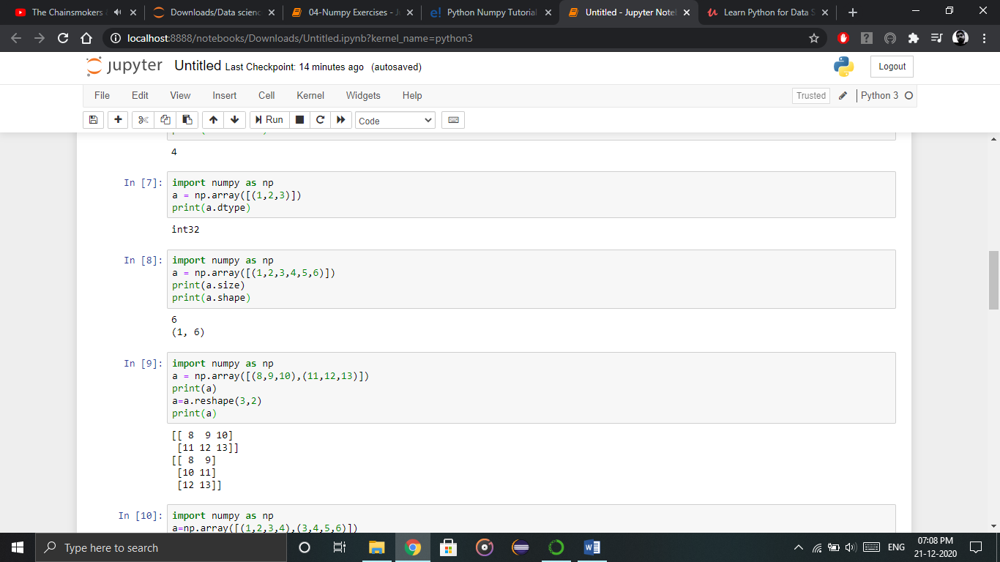 The Chainsmokers
Downloads/Data scienc
04-Numpy Exercises - J
e! Python Numpy Tutorial
Untitled - Jupyter Note
Learn Python for Data S
localhost:8888/notebooks/Downloads/Untitled.ipynb?kernel_name=python3
jupyter Untitled Last Checkpoint: 14 minutes ago (autosaved)
Logout
File Edit View Insert Cell Kernel Widgets Help
Trusted Python 3
Run Code
4
In [7]: import numpy as np
a = np.array([(1,2,3)])
print(a.dtype)
int32
In [8]: import numpy as np
a = np.array([(1,2,3,4,5,6)])
print(a.size)
print(a.shape)
6
(1, 6)
In [9]: import numpy as np
a = np.array([(8,9,10),(11,12,13)])
print(a)
a=a.reshape(3,2)
print(a)
[[ 8  9 10]
 [11 12 13]]
[[ 8  9]
 [10 11]
 [12 13]]
In [10]: import numpy as np
a=np.array([(1,2,3,4),(3,4,5,6)])
Type here to search
ENG
07:08 PM
21-12-2020